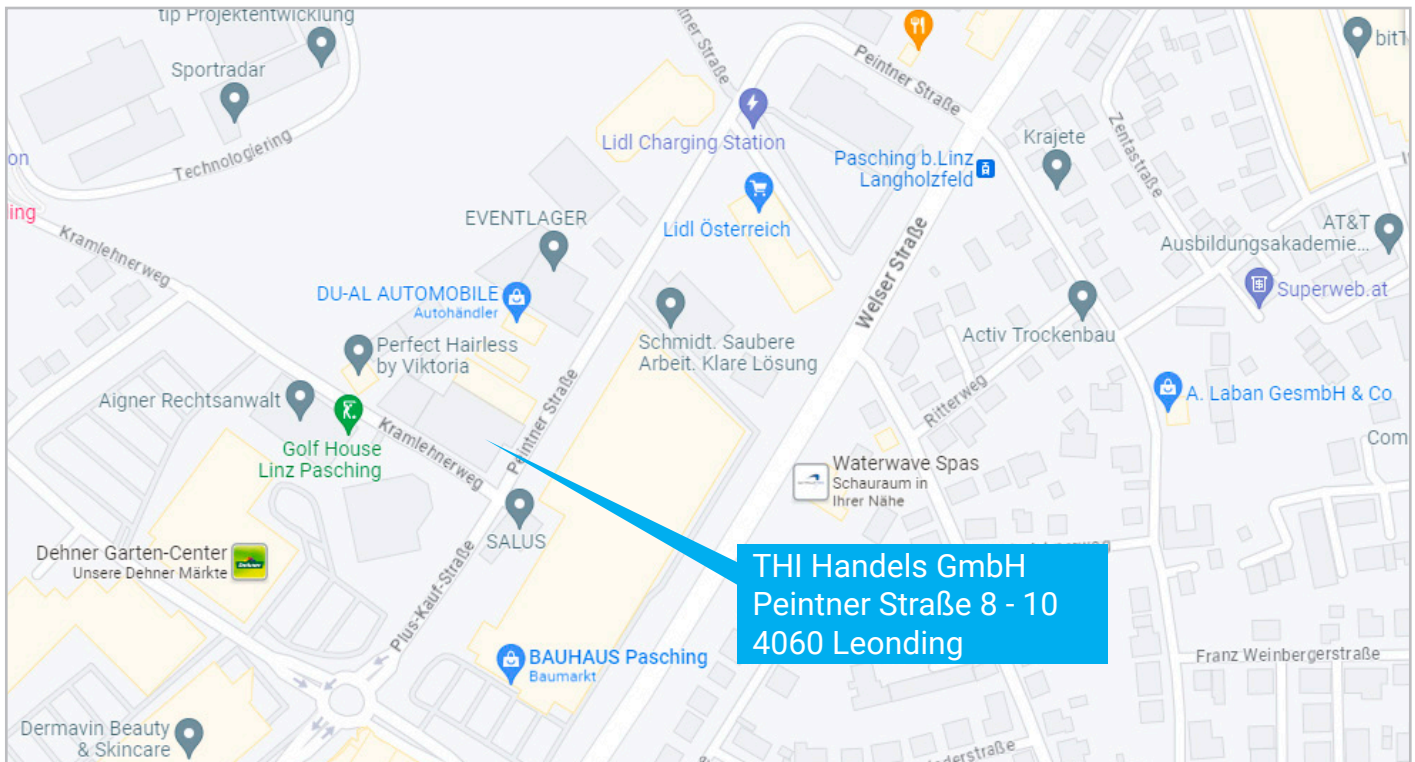 tip Projektentwicklung
Sportradar
Technologiering
on
ing
Kramlehnerweg
EVENTLAGER
DU-AL AUTOMOBILE
Autohändler
Perfect Hairless
by Viktoria
Aigner Rechtsanwalt
Golf House
Linz Pasching
Kramlehnerweg
Peintner Straße
SALUS
Dehner Garten-Center
Unsere Dehner Märkte
Dehner
Plus-Kauf-Straße
Dermavin Beauty
& Skincare
BAUHAUS Pasching
Baumarkt
tner Straße
Peintner Straße
Lidl Charging Station
Lidl Österreich
Pasching b.Linz
Langholzfeld
Welser Straße
Schmidt. Saubere
Arbeit. Klare Lösung
Krajete
Zentastraße
bitT
AT&T
Ausbildungsakademie...
Superweb.at
Activ Trockenbau
Ritterweg
A. Laban GesmbH & Co
Com
Waterwave Spas
Schauraum in
Ihrer Nähe
THI Handels GmbH
Peintner Straße 8 - 10
4060 Leonding
Franz Weinbergerstraße